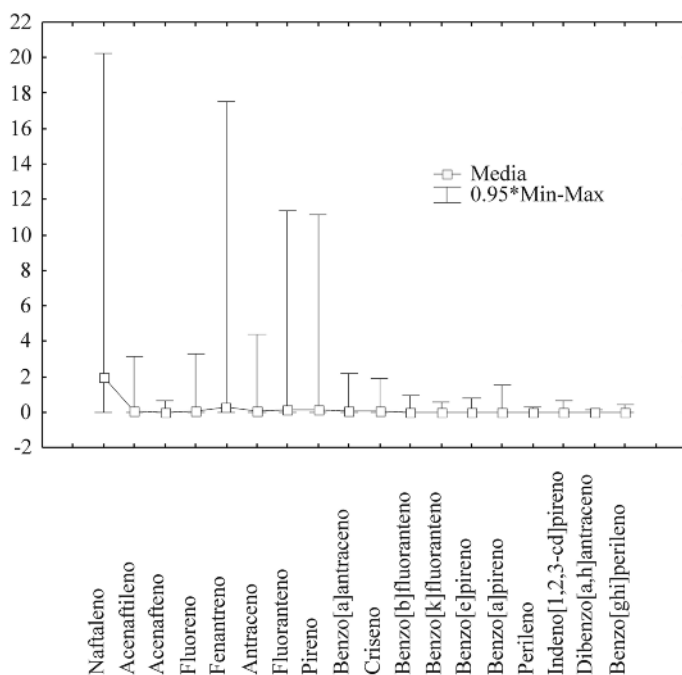 22
20
18
16
14
12
10
8
6
4
2
0
-2
Media
0.95*Min-Max
Naftaleno
Acenaftileno
Acenafteno
Fluoreno
Fenantreno
Antraceno
Fluoranteno
Pireno
Benzo[a]antraceno
Criseno
Benzo[b]fluoranteno
Benzo[k]fluoranteno
Benzo[e]pireno
Benzo[a]pireno
Perileno
Indeno[1,2,3-cd]pireno
Dibenzo[a,h]antraceno
Benzo[ghi]perileno